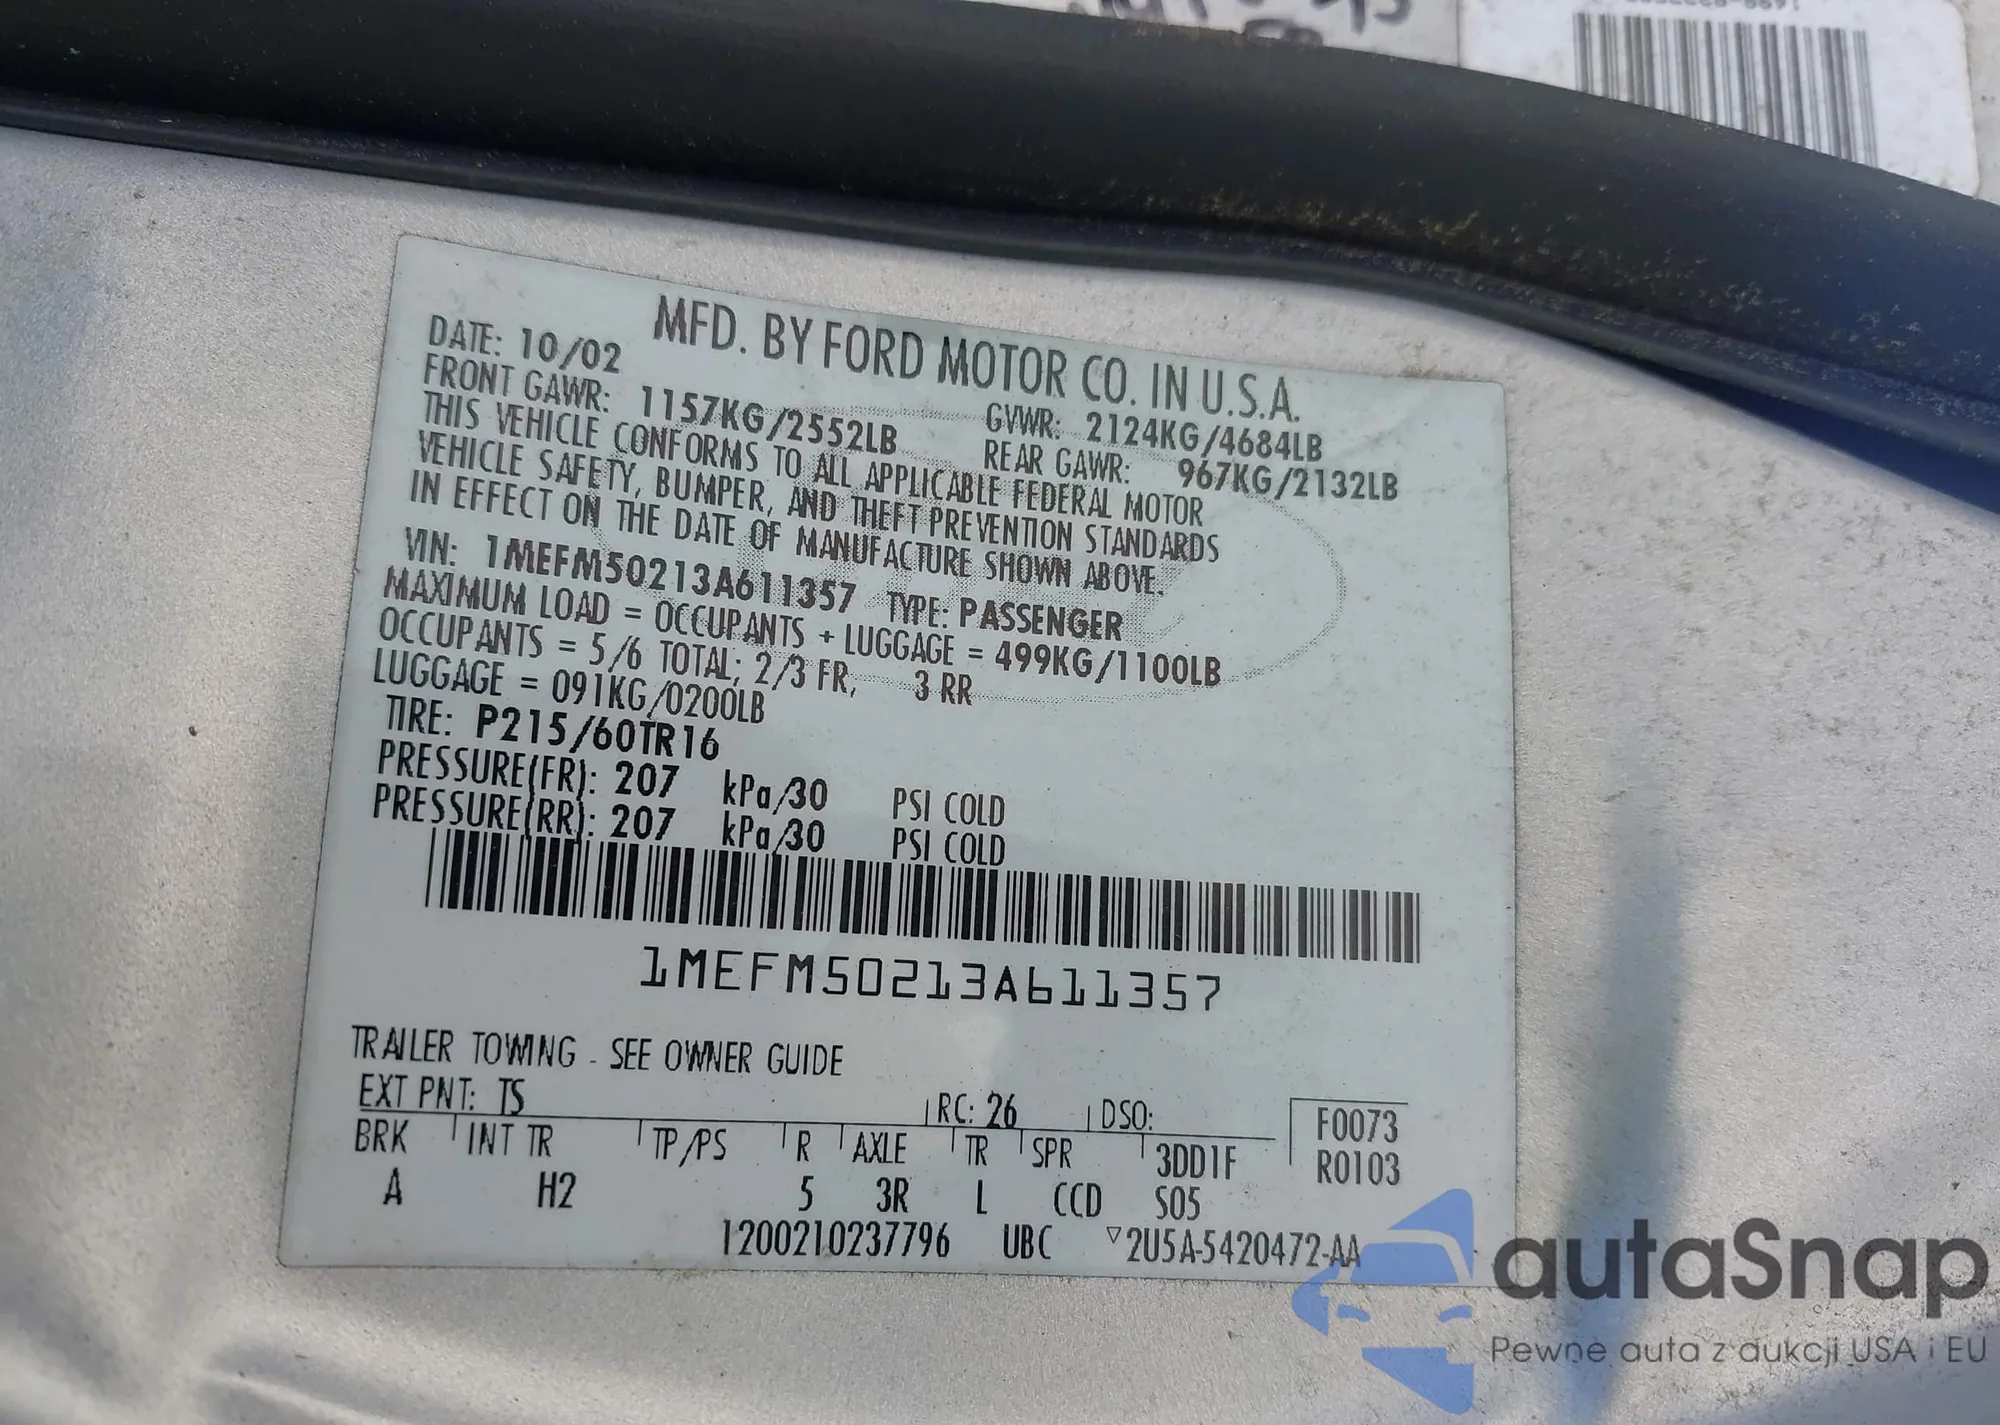 MFD. BY FORD MOTOR CO. IN U.S.A.
DATE: 10/02 GVWR: 2124KG/4684LB
FRONT GAWR: 1157KG/2552LB REAR GAWR: 967KG/2132LB
THIS VEHICLE CONFORMS TO ALL APPLICABLE FEDERAL MOTOR
VEHICLE SAFETY, BUMPER, AND THEFT PREVENTION STANDARDS
IN EFFECT ON THE DATE OF MANUFACTURE SHOWN ABOVE.
VIN: 1MEFM50213A611357 TYPE: PASSENGER
MAXIMUM LOAD = OCCUPANTS + LUGGAGE = 499KG/1100LB
OCCUPANTS = 5/6 TOTAL; 2/3 FR, 3 RR
LUGGAGE = 091KG/0200LB
TIRE: P215/60TR16
PRESSURE(FR): 207 kPa/30 PSI COLD
PRESSURE(RR): 207 kPa/30 PSI COLD
1MEFM50213A611357
TRAILER TOWING - SEE OWNER GUIDE
EXT PNT: TS RC: 26 DSO: F0073
BRK INT TR TP/PS R AXLE TR SPR 3DD1F R0103
A H2 5 3R L CCD S05
1200210237796 UBC ▽2U5A-5420472-AA
autaSnap
Pewne auta z aukcji USA i EU